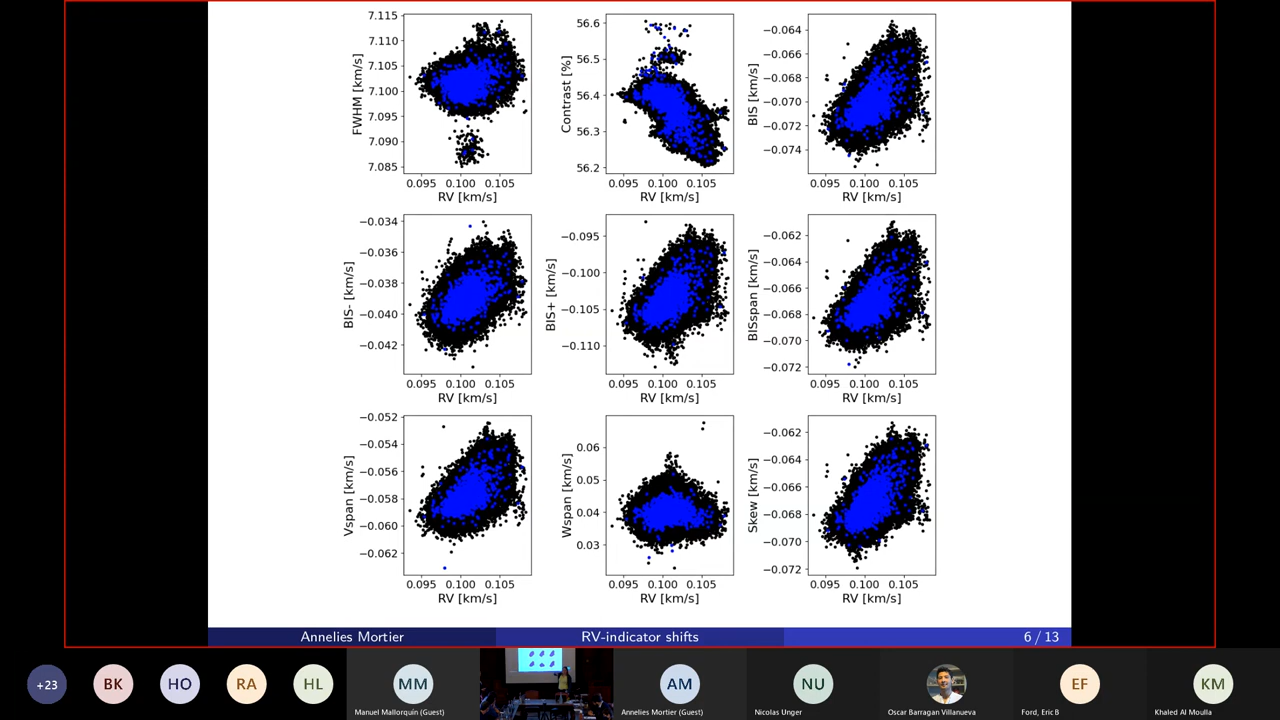 7.115
7.110
7.105
7.100
7.095
7.090
7.085
FWHM [km/s]
0.095 0.100 0.105
RV [km/s]
56.6
56.5
56.4
56.3
56.2
Contrast [%]
0.095 0.100 0.105
RV [km/s]
−0.064
−0.066
−0.068
−0.070
−0.072
−0.074
BIS [km/s]
0.095 0.100 0.105
RV [km/s]
−0.034
−0.036
−0.038
−0.040
−0.042
BIS- [km/s]
0.095 0.100 0.105
RV [km/s]
−0.095
−0.100
−0.105
−0.110
BIS+ [km/s]
0.095 0.100 0.105
RV [km/s]
−0.062
−0.064
−0.066
−0.068
−0.070
−0.072
BISspan [km/s]
0.095 0.100 0.105
RV [km/s]
−0.052
−0.054
−0.056
−0.058
−0.060
−0.062
Vspan [km/s]
0.095 0.100 0.105
RV [km/s]
0.06
0.05
0.04
0.03
Wspan [km/s]
0.095 0.100 0.105
RV [km/s]
−0.062
−0.064
−0.066
−0.068
−0.070
−0.072
Skew [km/s]
0.095 0.100 0.105
RV [km/s]
Annelies Mortier RV-indicator shifts 6 / 13
+23 BK HO RA HL MM AM NU EF KM
Manuel Mallorquín (Guest) Annelies Mortier (Guest) Nicolas Unger Oscar Barragan Villanueva Ford, Eric B Khaled Al Moulla